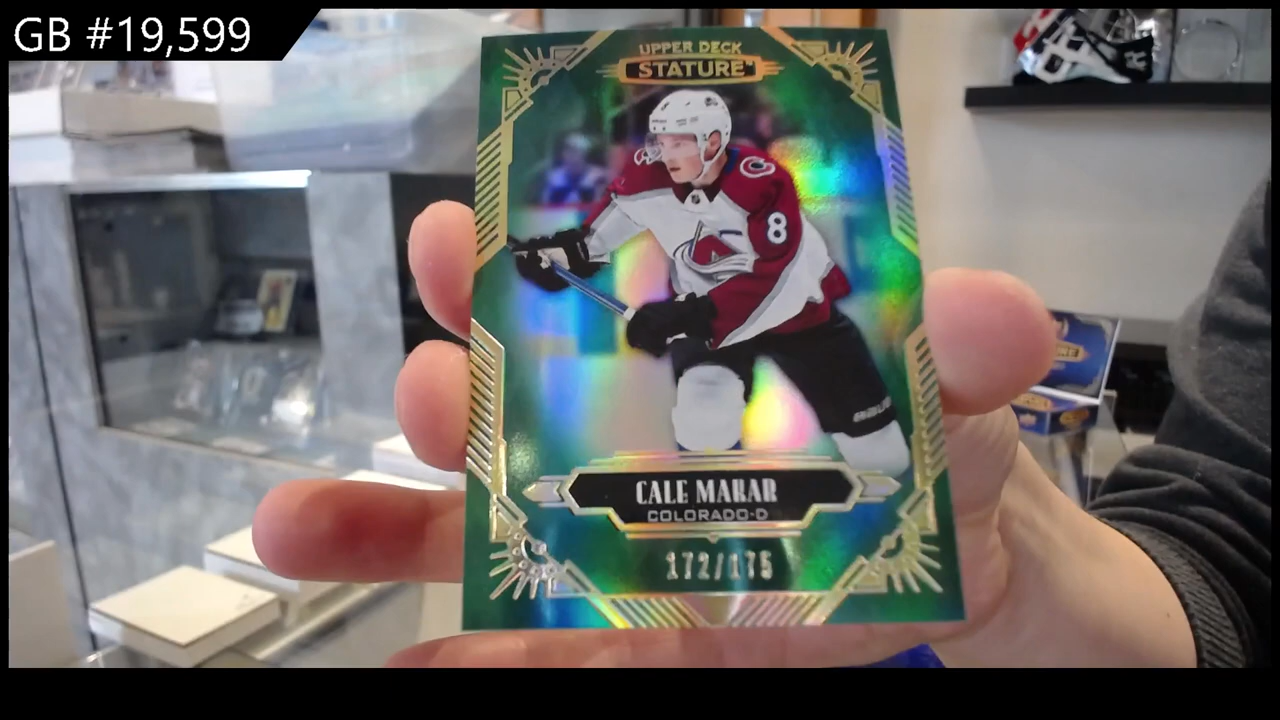 GB #19,599
UPPER DECK
STATURE
8
CALE MAKAR
COLORADO-D
172/175